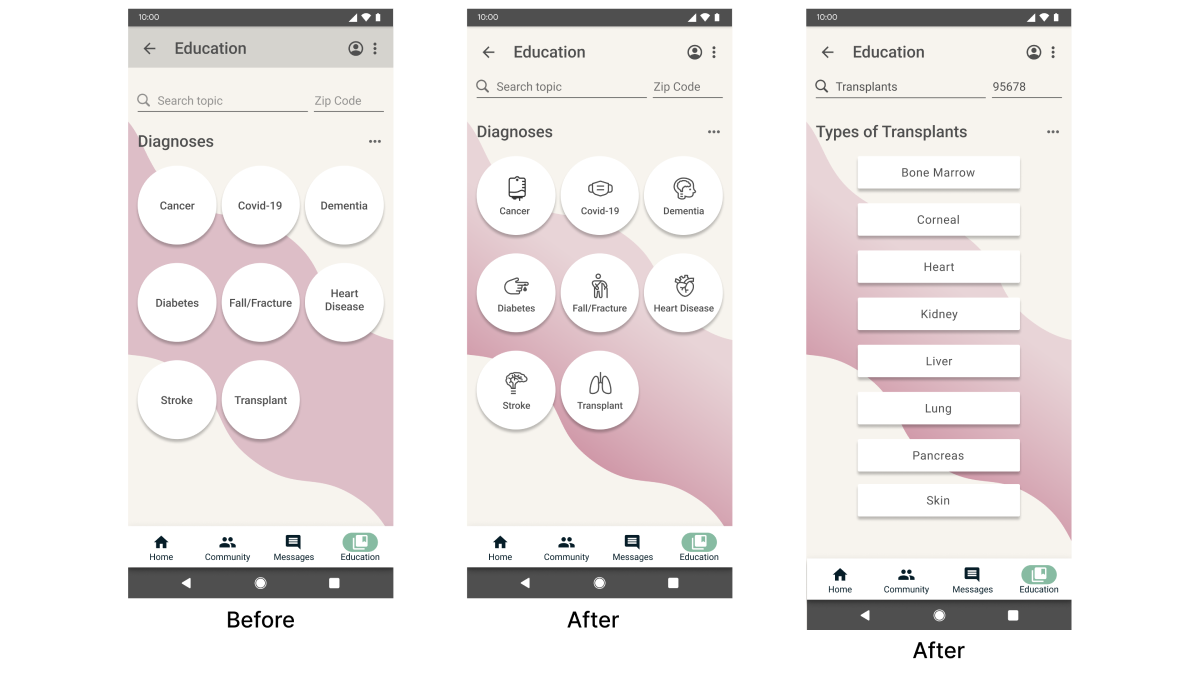 10:00
Education
Search topic
Zip Code
Diagnoses
Cancer
Covid-19
Dementia
Diabetes
Fall/Fracture
Heart
Disease
Stroke
Transplant
Home
Community
Messages
Education
Before
10:00
Education
Search topic
Zip Code
Diagnoses
Cancer
Covid-19
Dementia
Diabetes
Fall/Fracture
Heart Disease
Stroke
Transplant
Home
Community
Messages
Education
After
10:00
Education
Transplants
95678
Types of Transplants
Bone Marrow
Corneal
Heart
Kidney
Liver
Lung
Pancreas
Skin
Home
Community
Messages
Education
After